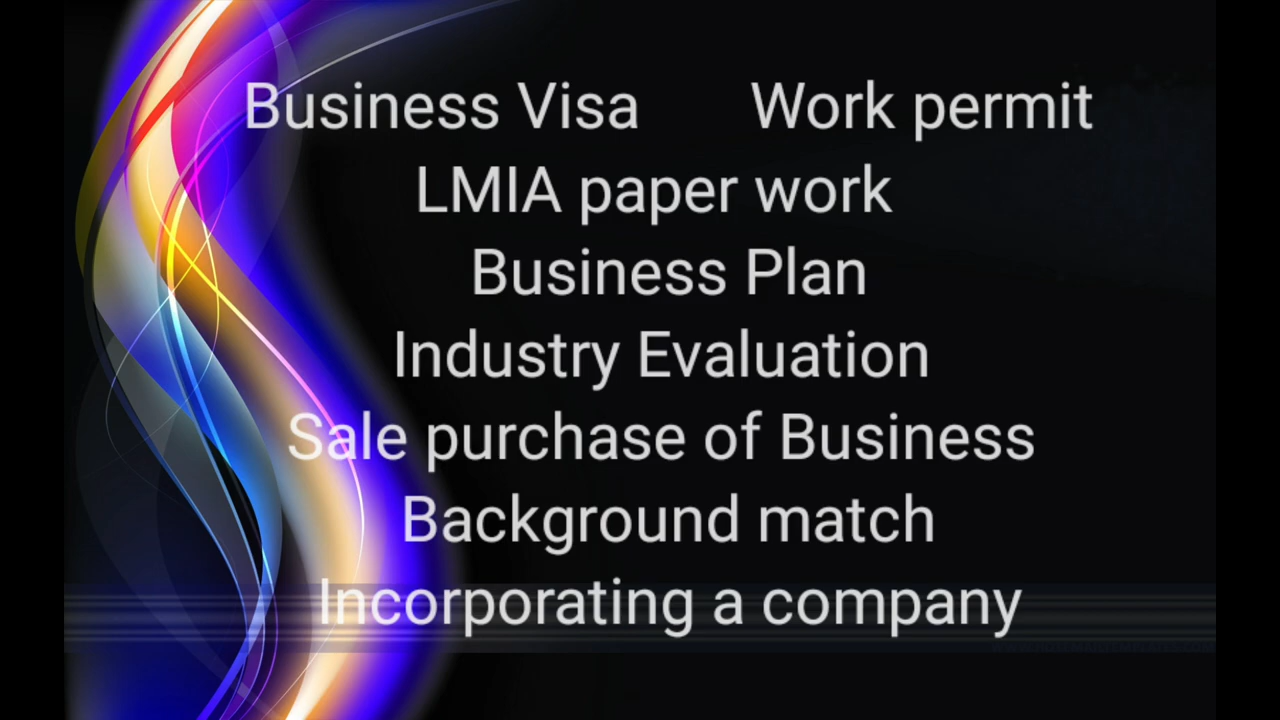 Business Visa Work permit
LMIA paper work
Business Plan
Industry Evaluation
Sale purchase of Business
Background match
Incorporating a company